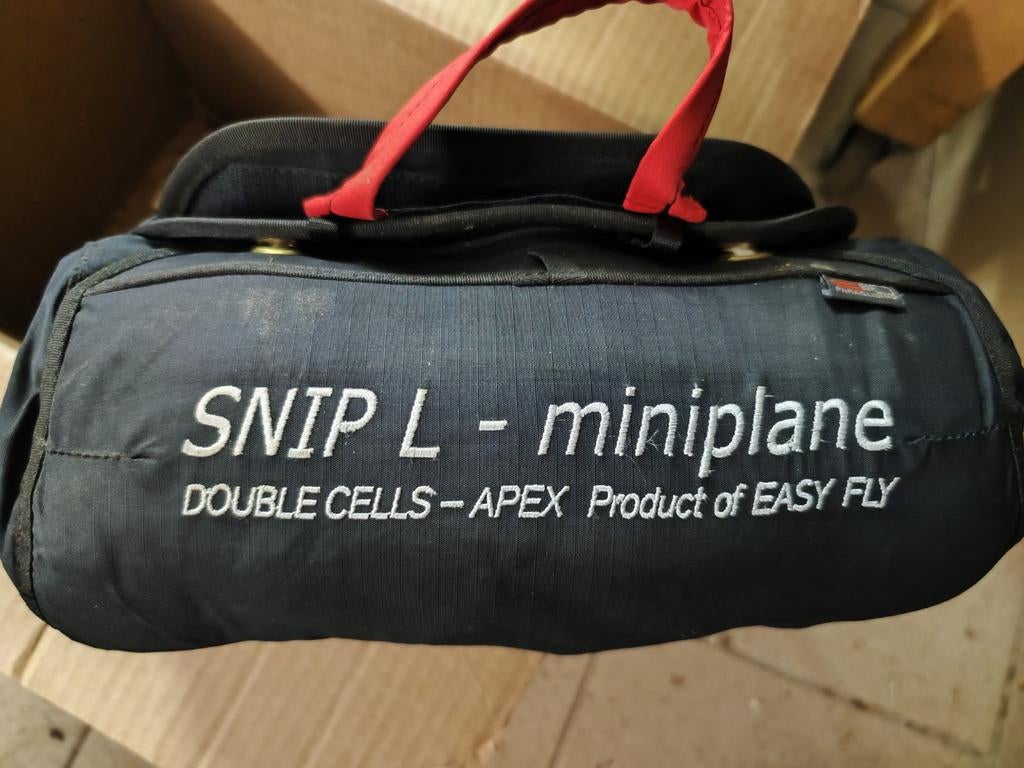 SNIP L - miniplane
DOUBLE CELLS – APEX Product of EASY FLY